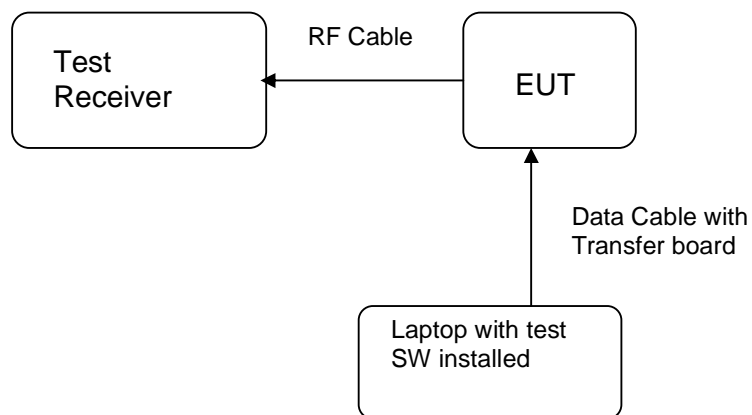 Test
Receiver
RF Cable
EUT
Data Cable with
Transfer board
Laptop with test
SW installed